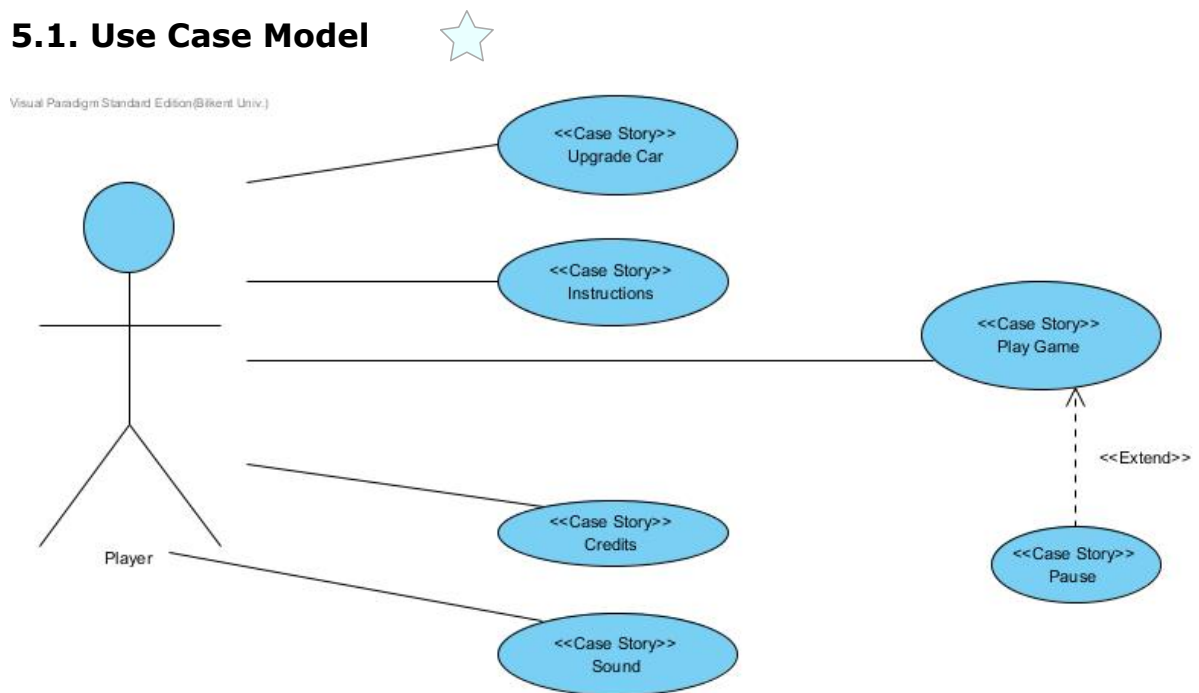 5.1. Use Case Model
Visual Paradigm Standard Edition(Bilkent Univ.)
<<Case Story>>
Upgrade Car
<<Case Story>>
Instructions
<<Case Story>>
Play Game
<<Extend>>
<<Case Story>>
Credits
<<Case Story>>
Pause
Player
<<Case Story>>
Sound